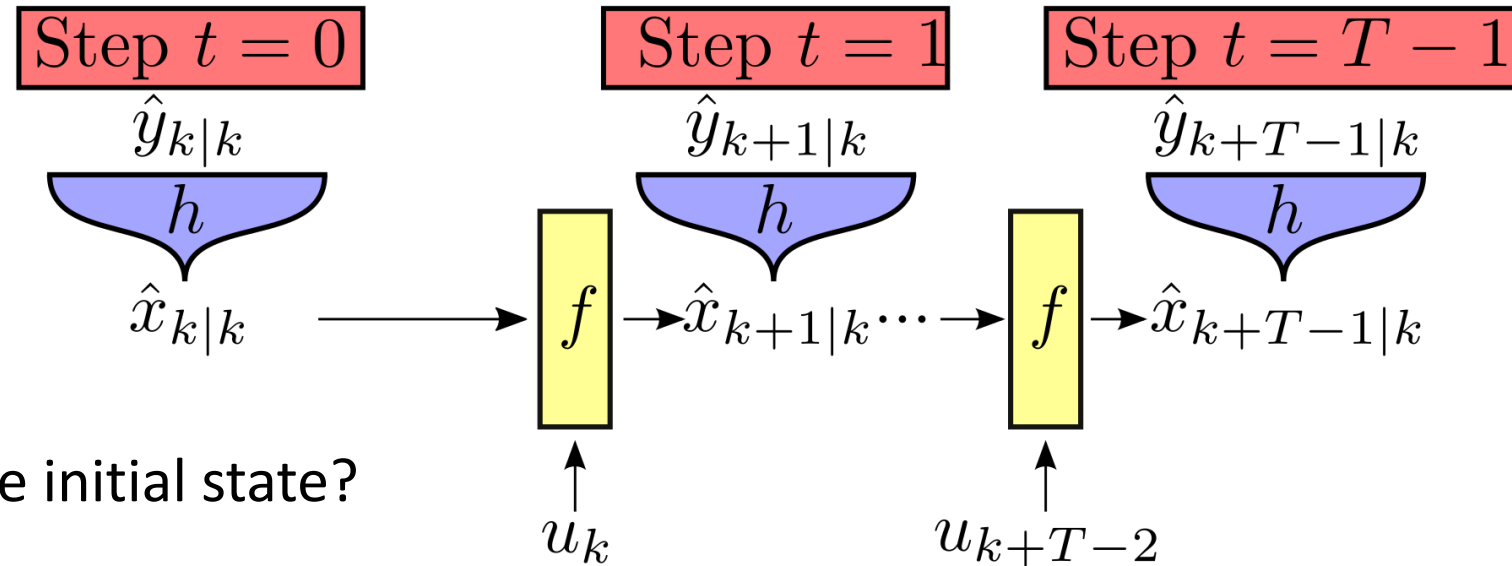 Step t = 0 Step t = 1 Step t = T − 1
ŷ_{k|k} ŷ_{k+1|k} ŷ_{k+T−1|k}
h h h
x̂_{k|k} f x̂_{k+1|k} ... f x̂_{k+T−1|k}
e initial state?
u_k u_{k+T−2}